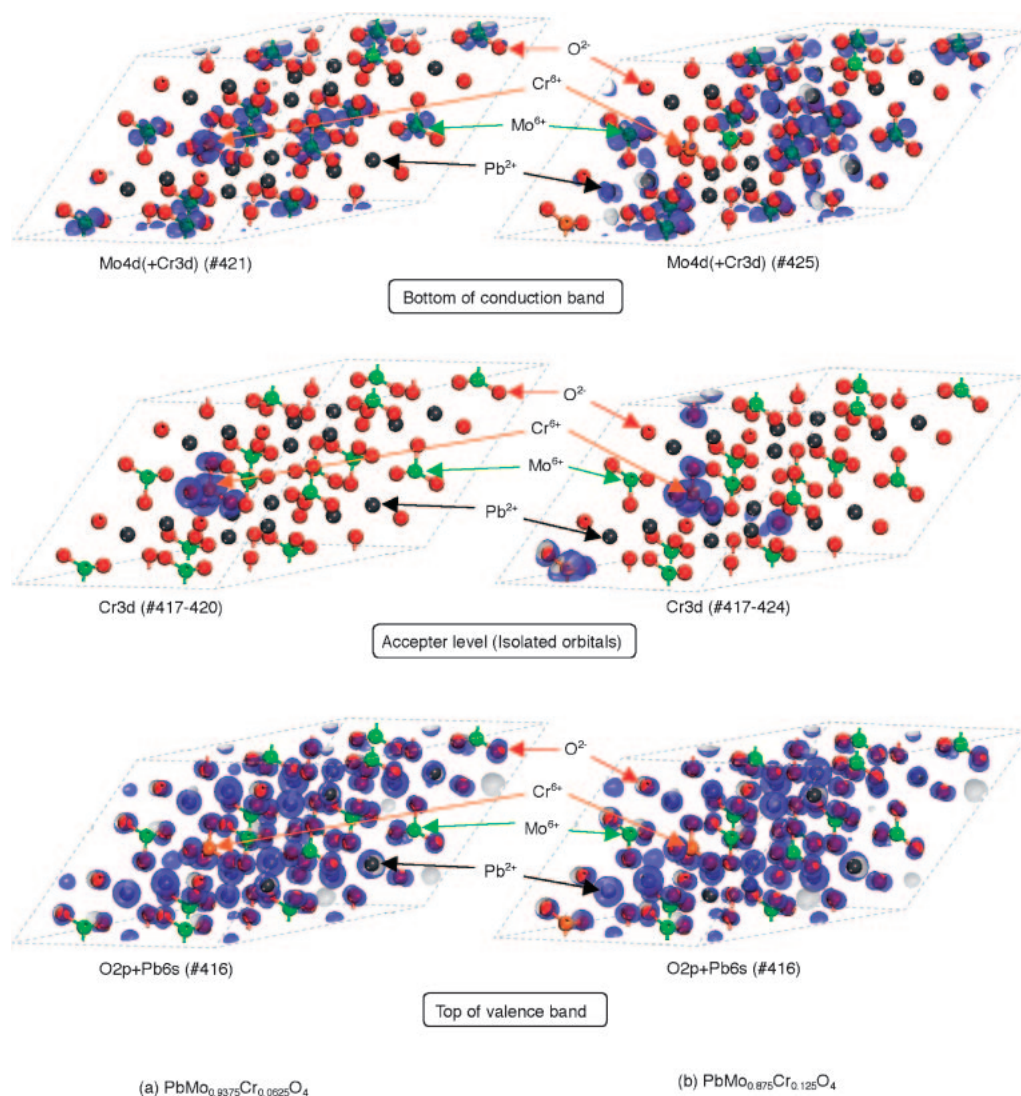 O²⁻
Cr⁶⁺
Mo⁶⁺
Pb²⁺
Mo4d(+Cr3d) (#421)
Mo4d(+Cr3d) (#425)
Bottom of conduction band
O²⁻
Cr⁶⁺
Mo⁶⁺
Pb²⁺
Cr3d (#417-420)
Cr3d (#417-424)
Accepter level (Isolated orbitals)
O²⁻
Cr⁶⁺
Mo⁶⁺
Pb²⁺
O2p+Pb6s (#416)
O2p+Pb6s (#416)
Top of valence band
(a) PbMo₀.₉₃₇₅Cr₀.₀₆₂₅O₄
(b) PbMo₀.₈₇₅Cr₀.₁₂₅O₄